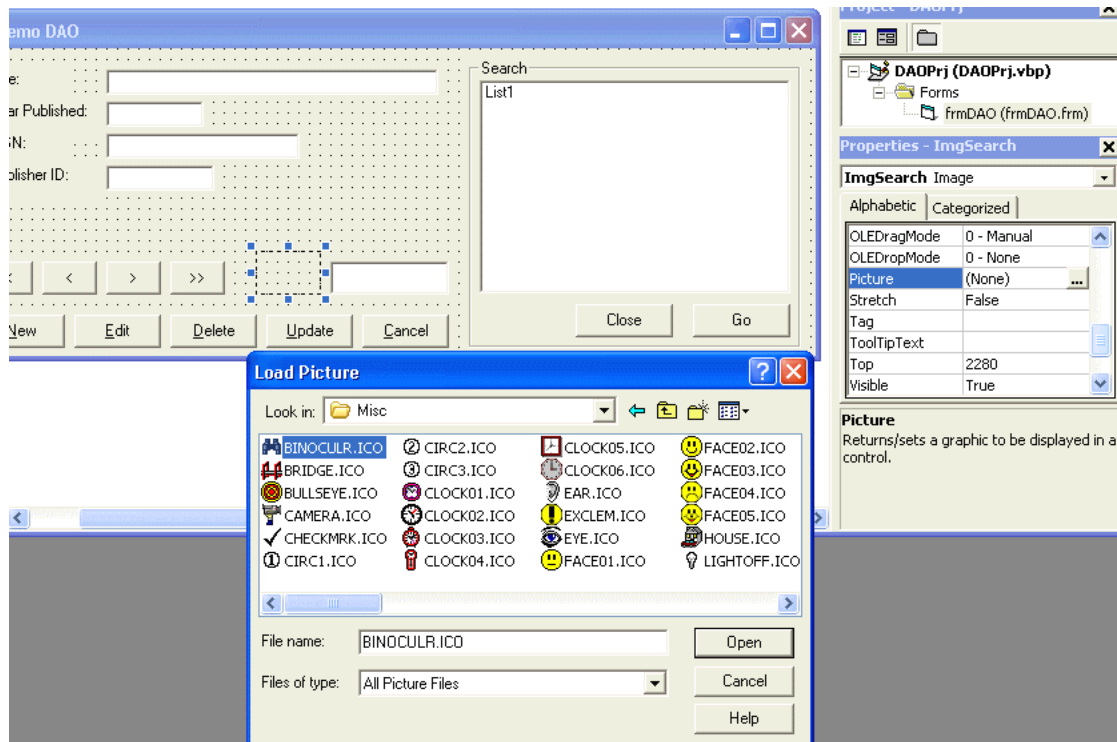 emo DAO
e:
Search
List1
ar Published:
SN:
blisher ID:
<
>
>>
Close
Go
New
Edit
Delete
Update
Cancel
Project - DAOPrj
DAOPrj (DAOPrj.vbp)
Forms
frmDAO (frmDAO.frm)
Properties - ImgSearch
ImgSearch Image
Alphabetic
Categorized
OLEDragMode 0 - Manual
OLEDropMode 0 - None
Picture (None) ...
Stretch False
Tag
ToolTipText
Top 2280
Visible True
Picture
Returns/sets a graphic to be displayed in a
control.
Load Picture
Look in: Misc
BINOCULR.ICO CIRC2.ICO CLOCK05.ICO FACE02.ICO
BRIDGE.ICO CIRC3.ICO CLOCK06.ICO FACE03.ICO
BULLSEYE.ICO CLOCK01.ICO EAR.ICO FACE04.ICO
CAMERA.ICO CLOCK02.ICO EXCLEM.ICO FACE05.ICO
CHECKMRK.ICO CLOCK03.ICO EYE.ICO HOUSE.ICO
CIRC1.ICO CLOCK04.ICO FACE01.ICO LIGHTOFF.ICO
File name: BINOCULR.ICO
Open
Files of type: All Picture Files
Cancel
Help